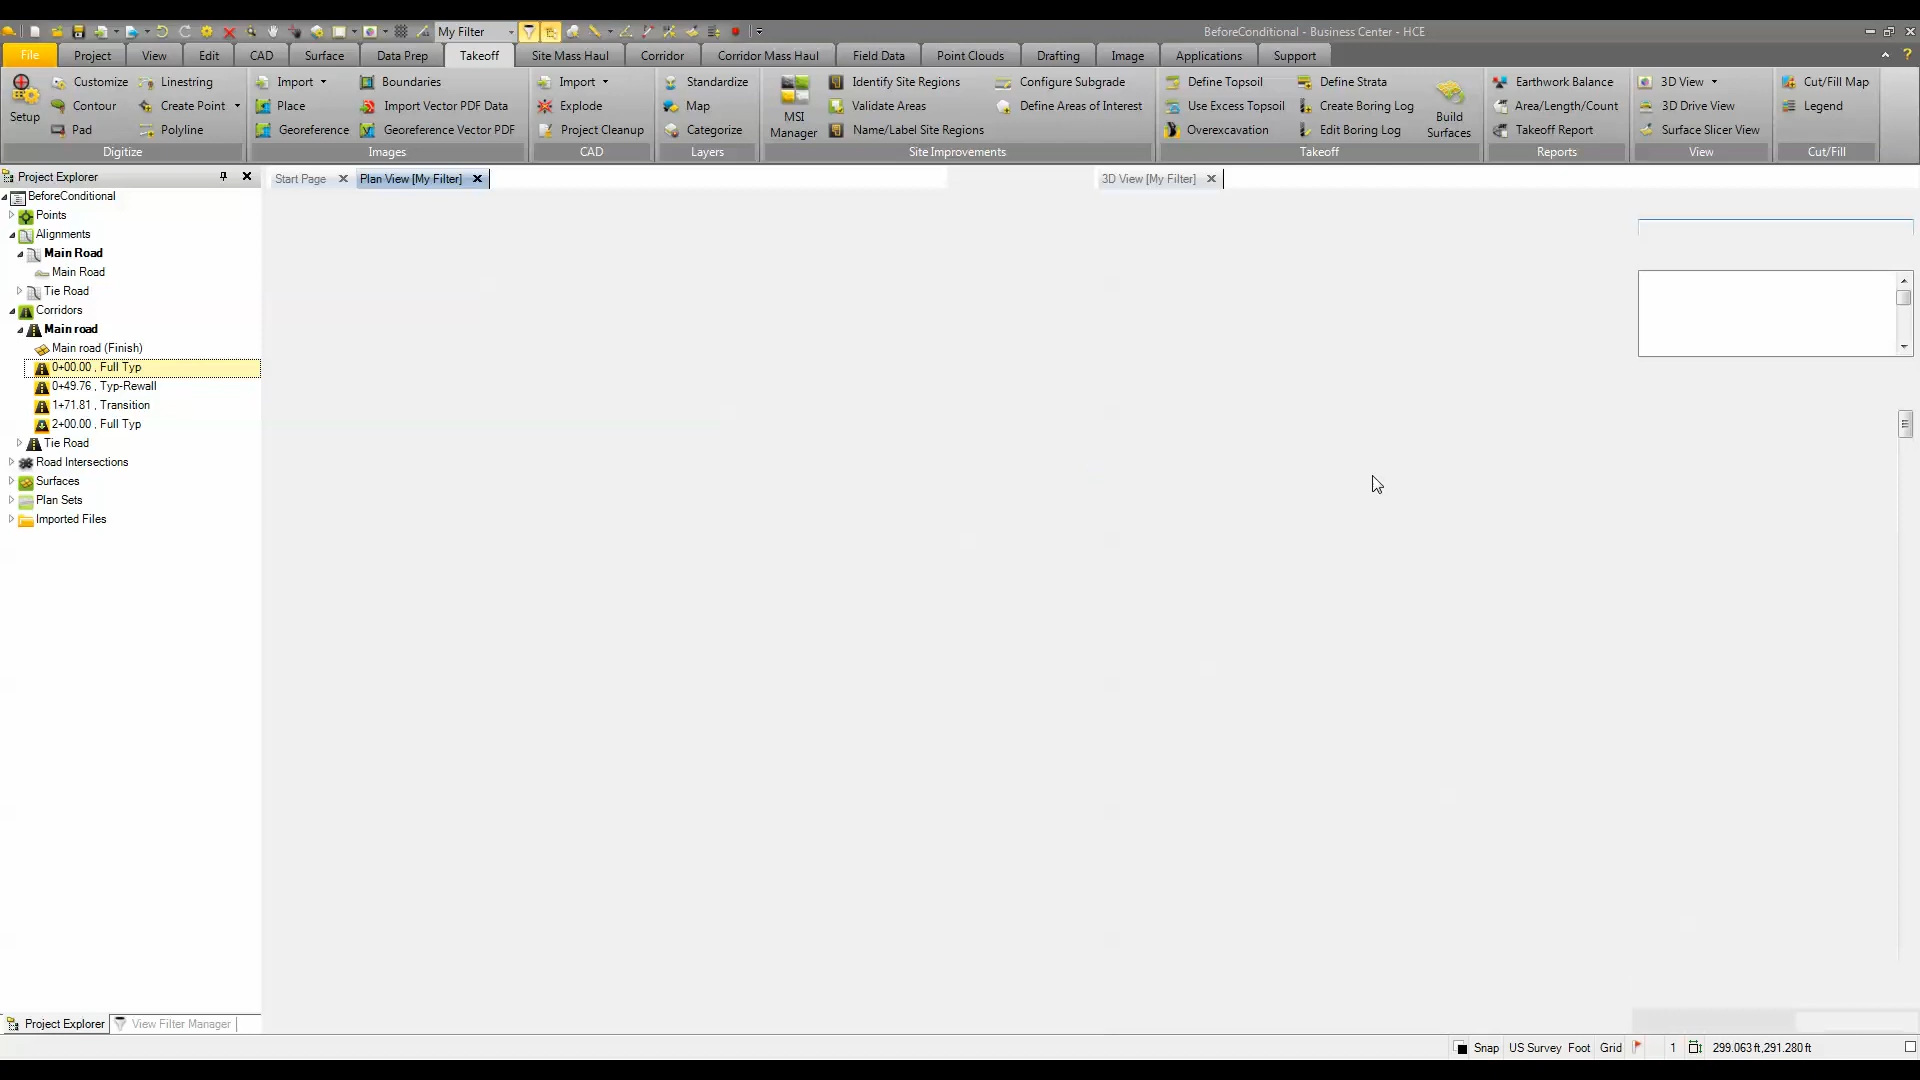 My Filter
BeforeConditional - Business Center - HCE
File Project View Edit CAD Surface Data Prep Takeoff Site Mass Haul Corridor Corridor Mass Haul Field Data Point Clouds Drafting Image Applications Support
Customize Linestring Import Boundaries Import Standardize Identify Site Regions Configure Subgrade Define Topsoil Define Strata Earthwork Balance 3D View Cut/Fill Map
Contour Create Point Place Import Vector PDF Data Explode Map Validate Areas Define Areas of Interest Use Excess Topsoil Create Boring Log Area/Length/Count 3D Drive View Legend
Setup MSI Manager Build Surfaces
Pad Polyline Georeference Georeference Vector PDF Project Cleanup Categorize Name/Label Site Regions Overexcavation Edit Boring Log Takeoff Report Surface Slicer View
Digitize Images CAD Layers Site Improvements Takeoff Reports View Cut/Fill
Project Explorer
Start Page Plan View [My Filter] 3D View [My Filter]
BeforeConditional
Points
Alignments
Main Road
Main Road
Tie Road
Corridors
Main road
Main road (Finish)
0+00.00 , Full Typ
0+49.76 , Typ-Rewall
1+71.81 , Transition
2+00.00 , Full Typ
Tie Road
Road Intersections
Surfaces
Plan Sets
Imported Files
Project Explorer View Filter Manager
Snap US Survey Foot Grid 1 299.063 ft,291.280 ft